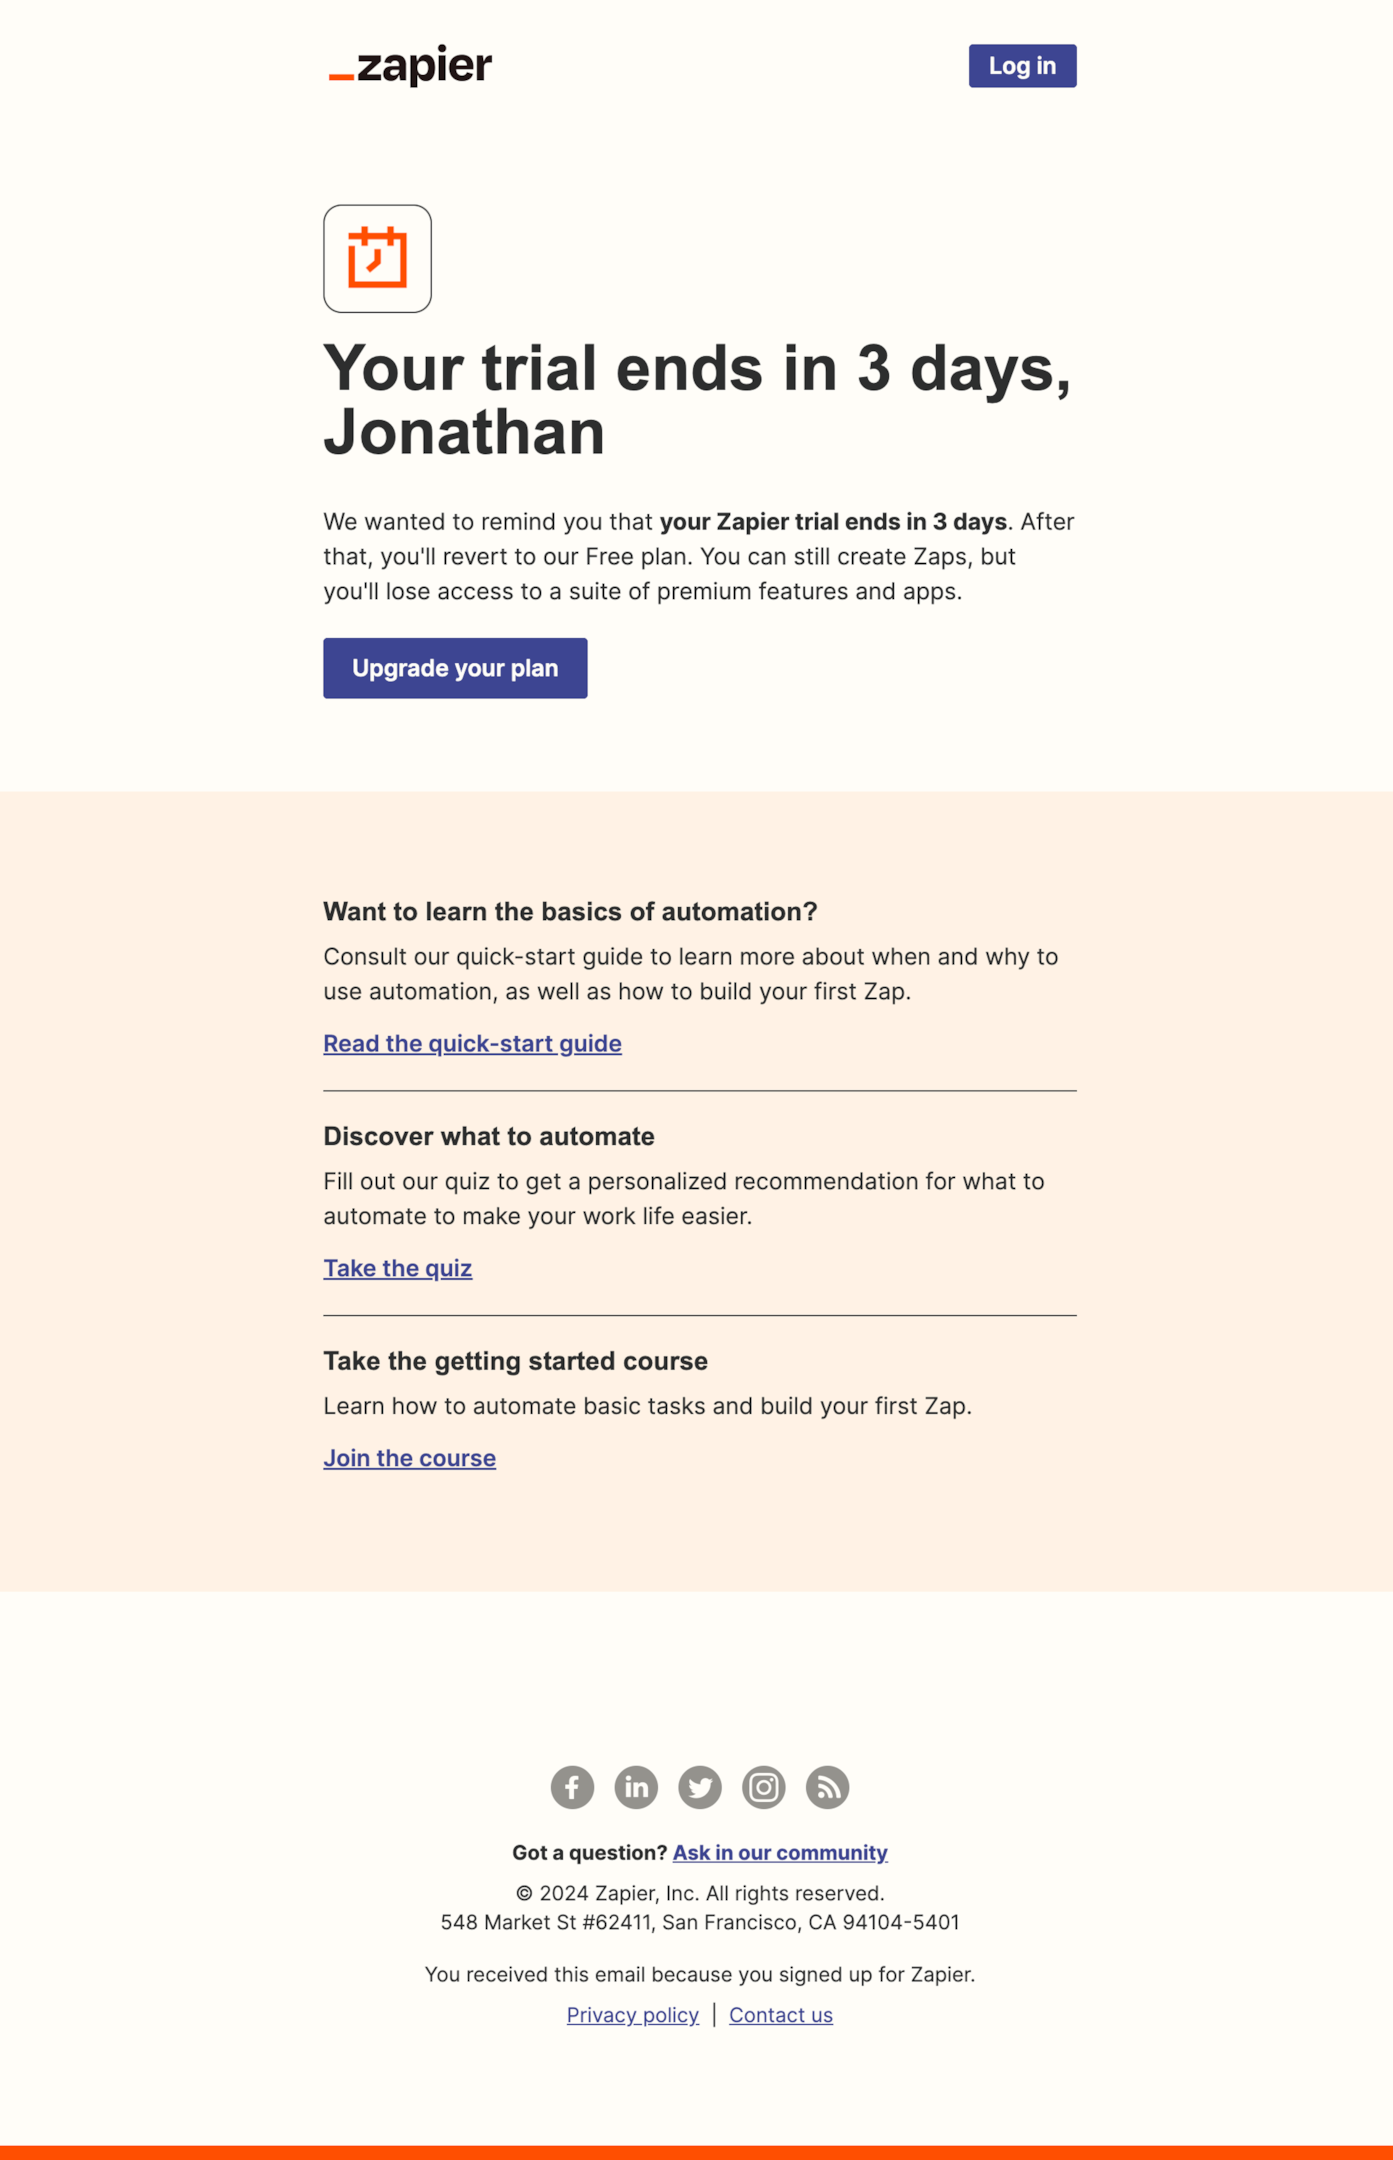 zapier
Log in
Your trial ends in 3 days,
Jonathan
We wanted to remind you that your Zapier trial ends in 3 days. After
that, you'll revert to our Free plan. You can still create Zaps, but
you'll lose access to a suite of premium features and apps.
Upgrade your plan
Want to learn the basics of automation?
Consult our quick-start guide to learn more about when and why to
use automation, as well as how to build your first Zap.
Read the quick-start guide
Discover what to automate
Fill out our quiz to get a personalized recommendation for what to
automate to make your work life easier.
Take the quiz
Take the getting started course
Learn how to automate basic tasks and build your first Zap.
Join the course
Got a question? Ask in our community
© 2024 Zapier, Inc. All rights reserved.
548 Market St #62411, San Francisco, CA 94104-5401
You received this email because you signed up for Zapier.
Privacy policy | Contact us